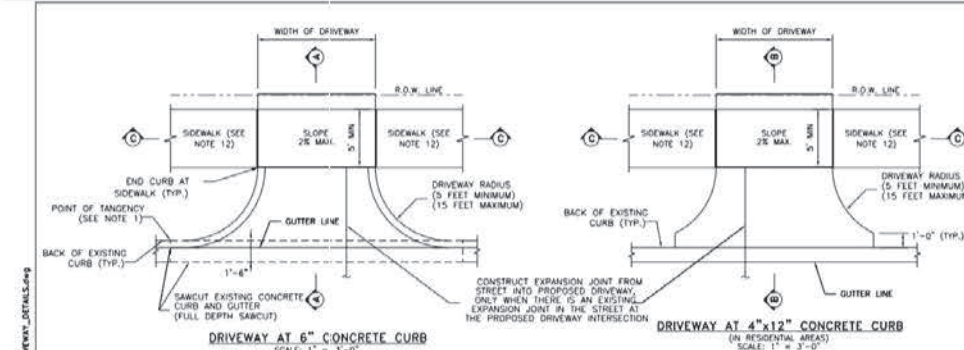 WIDTH OF DRIVEWAY
A
R.O.W. LINE
C
SIDEWALK (SEE
NOTE 12)
SLOPE
2% MAX.
5' MIN
SIDEWALK (SEE
NOTE 12)
C
END CURB AT
SIDEWALK (TYP.)
DRIVEWAY RADIUS
(5 FEET MINIMUM)
(15 FEET MAXIMUM)
POINT OF TANGENCY
(SEE NOTE 1)
GUTTER LINE
BACK OF EXISTING
CURB (TYP.)
1'-6"
SAWCUT EXISTING CONCRETE
CURB AND GUTTER
(FULL DEPTH SAWCUT)
A
CONSTRUCT EXPANSION JOINT FROM
STREET INTO PROPOSED DRIVEWAY,
ONLY WHEN THERE IS AN EXISTING
EXPANSION JOINT IN THE STREET AT
THE PROPOSED DRIVEWAY INTERSECTION
DRIVEWAY AT 6" CONCRETE CURB
SCALE: 1" = 3'-0"
WIDTH OF DRIVEWAY
B
R.O.W. LINE
C
SIDEWALK (SEE
NOTE 12)
SLOPE
2% MAX.
5' MIN
SIDEWALK (SEE
NOTE 12)
C
DRIVEWAY RADIUS
(5 FEET MINIMUM)
(15 FEET MAXIMUM
BACK OF EXISTING
CURB (TYP.)
1'-0" (TYP.)
GUTTER LINE
B
DRIVEWAY AT 4"x12" CONCRETE CURB
(IN RESIDENTIAL AREAS)
SCALE: 1" = 3'-0"
VEWAY_DETAILS.dwg